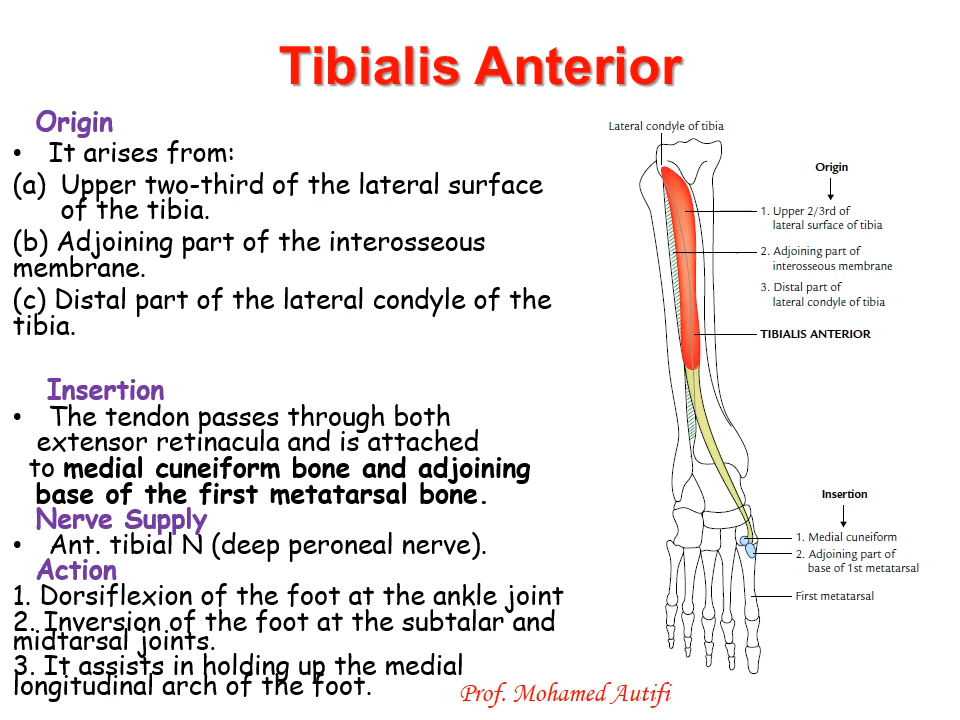 Tibialis Anterior
Origin
• It arises from:
(a) Upper two-third of the lateral surface
of the tibia.
(b) Adjoining part of the interosseous
membrane.
(c) Distal part of the lateral condyle of the
tibia.
Insertion
• The tendon passes through both
extensor retinacula and is attached
to medial cuneiform bone and adjoining
base of the first metatarsal bone.
Nerve Supply
• Ant. tibial N (deep peroneal nerve).
Action
1. Dorsiflexion of the foot at the ankle joint
2. Inversion of the foot at the subtalar and
midtarsal joints.
3. It assists in holding up the medial
longitudinal arch of the foot.
Lateral condyle of tibia
Origin
1. Upper 2/3rd of
lateral surface of tibia
2. Adjoining part of
interosseous membrane
3. Distal part of
lateral condyle of tibia
TIBIALIS ANTERIOR
Insertion
1. Medial cuneiform
2. Adjoining part of
base of 1st metatarsal
First metatarsal
Prof. Mohamed Autifi